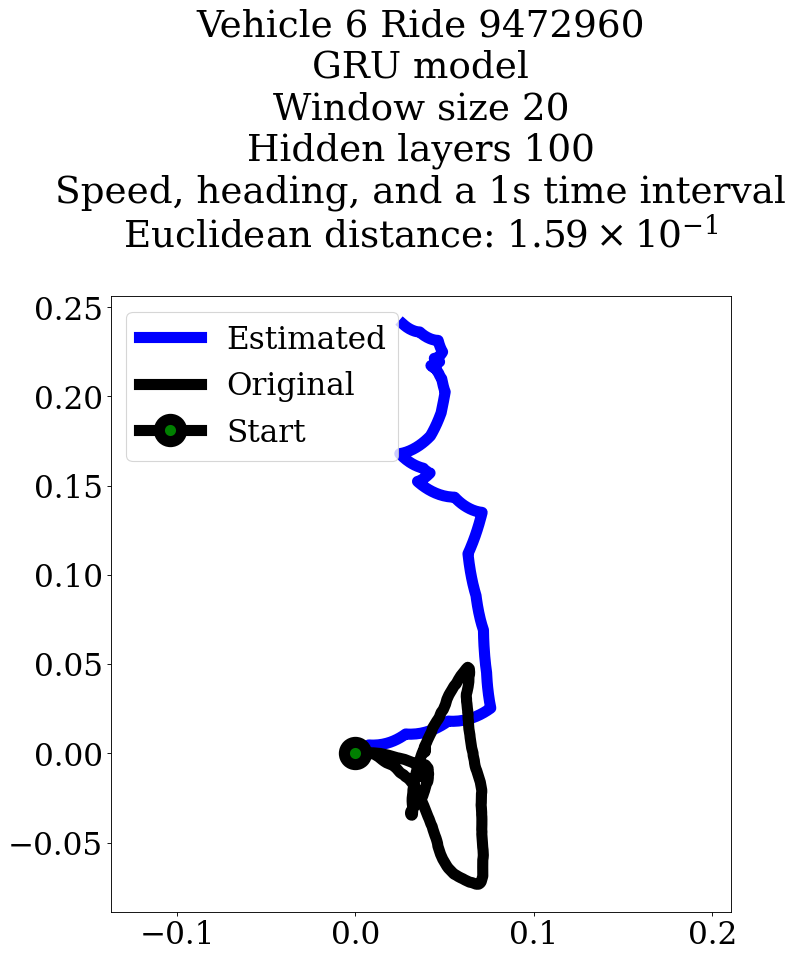 Vehicle 6 Ride 9472960
GRU model
Window size 20
Hidden layers 100
Speed, heading, and a 1s time interval
Euclidean distance: 1.59 × 10⁻¹
0.25
Estimated
Original
0.20
Start
0.15
0.10
0.05
0.00
−0.05
−0.1
0.0
0.1
0.2